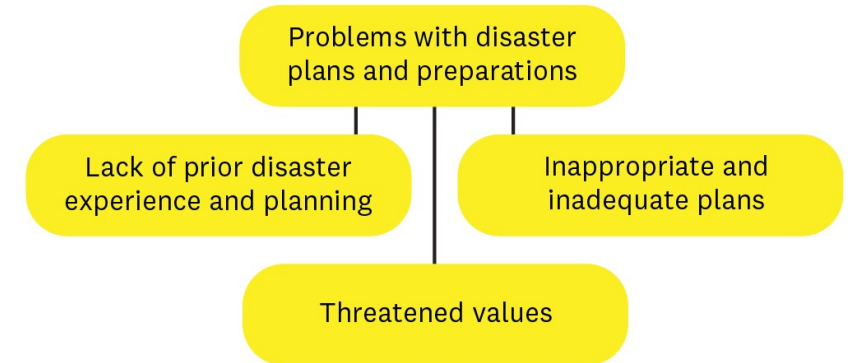 Problems with disaster
plans and preparations
Lack of prior disaster
experience and planning
Inappropriate and
inadequate plans
Threatened values